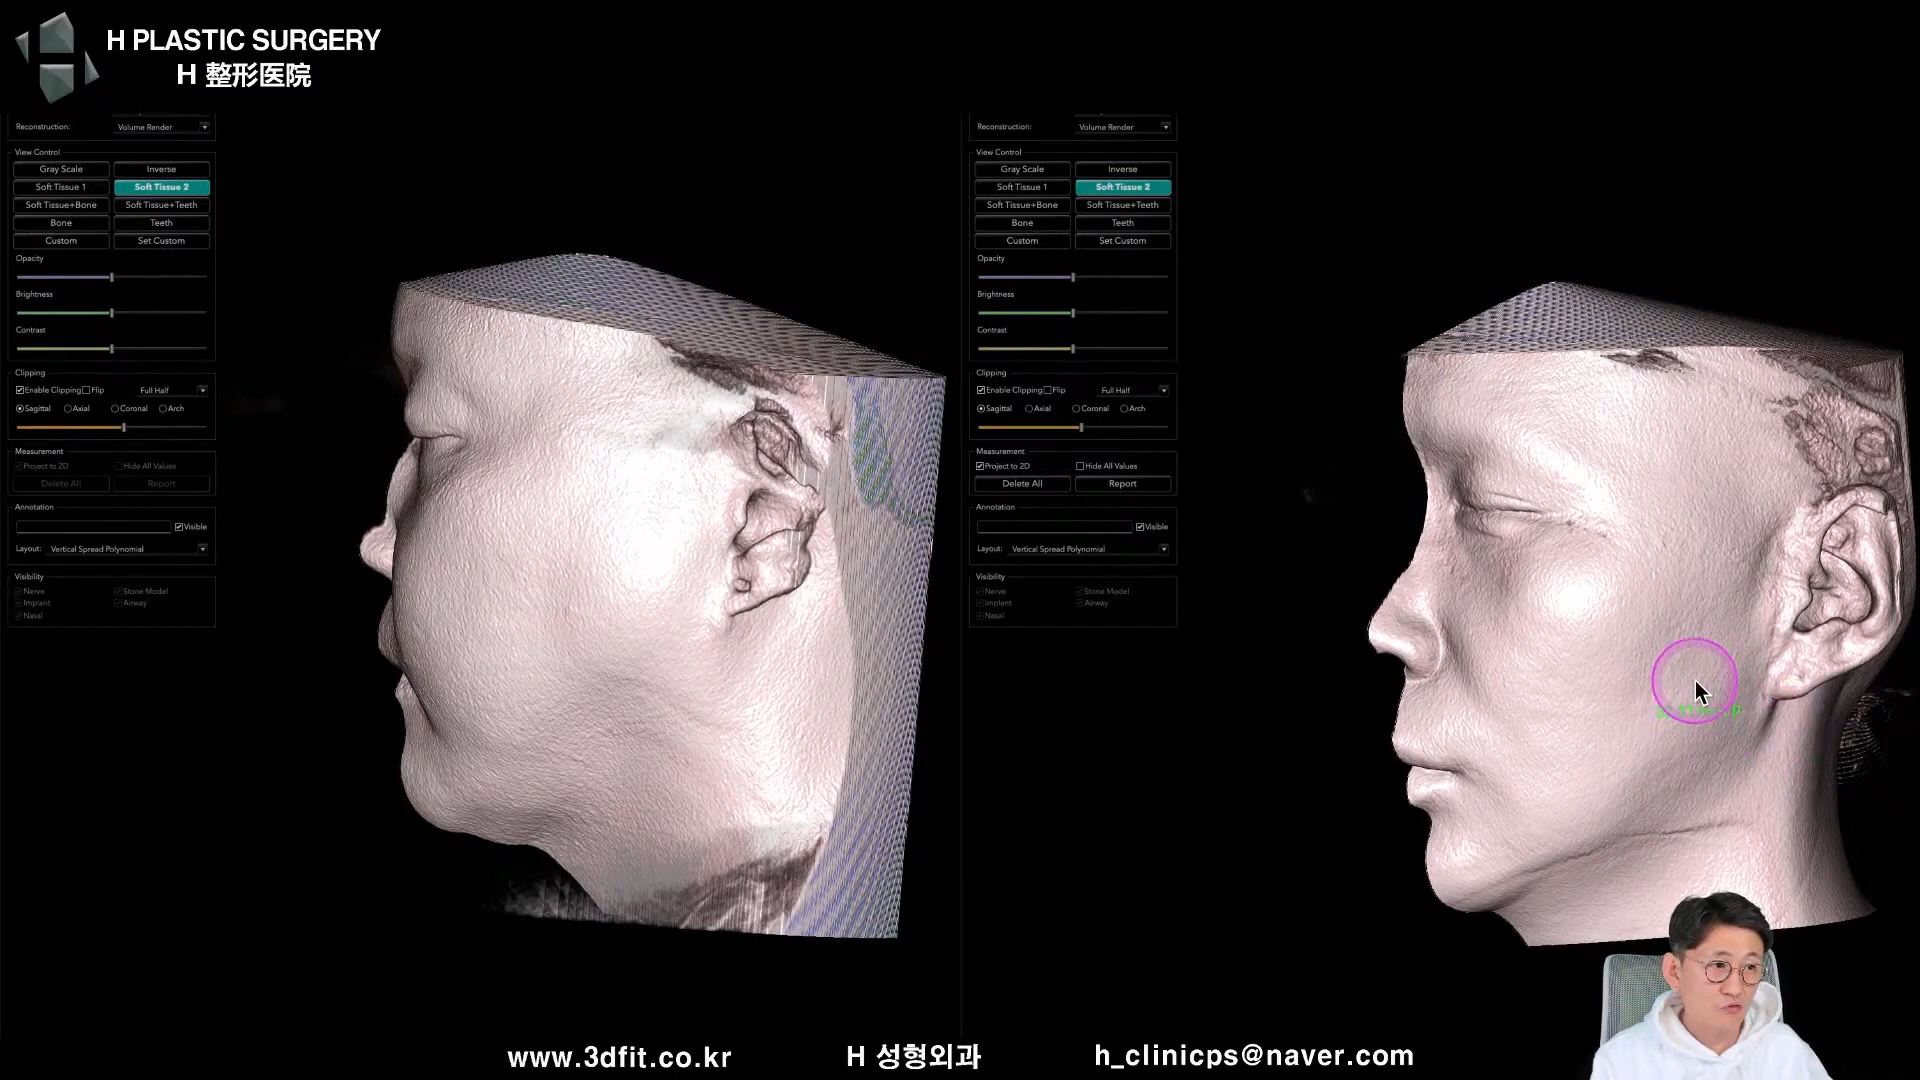 H PLASTIC SURGERY
H 整形医院
Reconstruction: Volume Render
View Control
Gray Scale Inverse
Soft Tissue 1 Soft Tissue 2
Soft Tissue+Bone Soft Tissue+Teeth
Bone Teeth
Custom Set Custom
Opacity
Brightness
Contrast
Clipping
Enable Clipping Flip Full Half
Sagittal Axial Coronal Arch
Measurement
Project to 2D Hide All Values
Delete All Report
Annotation
Visible
Layout: Vertical Spread Polynomial
Visibility
Nerve Stone Model
Implant Airway
Nasal
Reconstruction: Volume Render
View Control
Gray Scale Inverse
Soft Tissue 1 Soft Tissue 2
Soft Tissue+Bone Soft Tissue+Teeth
Bone Teeth
Custom Set Custom
Opacity
Brightness
Contrast
Clipping
Enable Clipping Flip Full Half
Sagittal Axial Coronal Arch
Measurement
Project to 2D Hide All Values
Delete All Report
Annotation
Visible
Layout: Vertical Spread Polynomial
Visibility
Nerve Stone Model
Implant Airway
Nasal
www.3dfit.co.kr H 성형외과 h_clinicps@naver.com